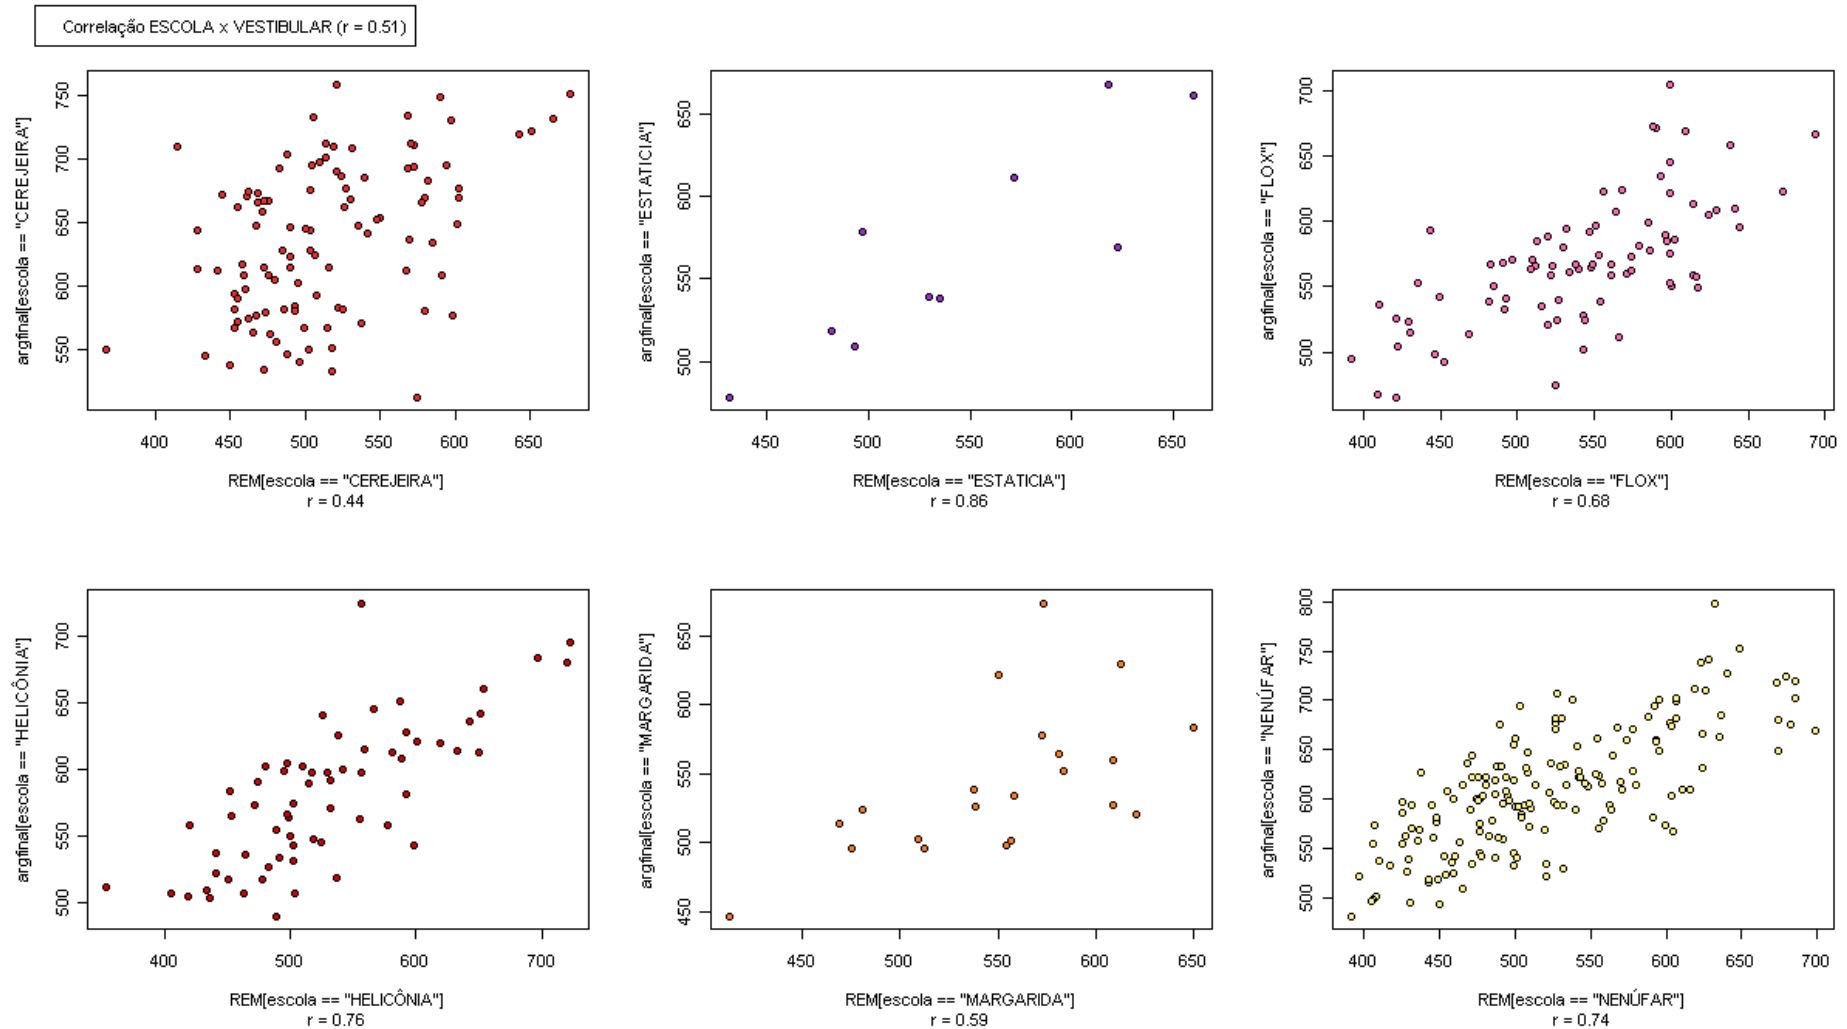 Correlação ESCOLA x VESTIBULAR (r = 0.51)
argfinal[escola == "CEREJEIRA"]
750
700
650
600
550
400 450 500 550 600 650
REM[escola == "CEREJEIRA"]
r = 0.44
argfinal[escola == "ESTATICIA"]
650
600
550
500
450 500 550 600 650
REM[escola == "ESTATICIA"]
r = 0.86
argfinal[escola == "FLOX"]
700
650
600
550
500
400 450 500 550 600 650 700
REM[escola == "FLOX"]
r = 0.68
argfinal[escola == "HELICÔNIA"]
700
650
600
550
500
400 500 600 700
REM[escola == "HELICÔNIA"]
r = 0.76
argfinal[escola == "MARGARIDA"]
650
600
550
500
450
450 500 550 600 650
REM[escola == "MARGARIDA"]
r = 0.59
argfinal[escola == "NENÚFAR"]
800
750
700
650
600
550
500
400 450 500 550 600 650 700
REM[escola == "NENÚFAR"]
r = 0.74